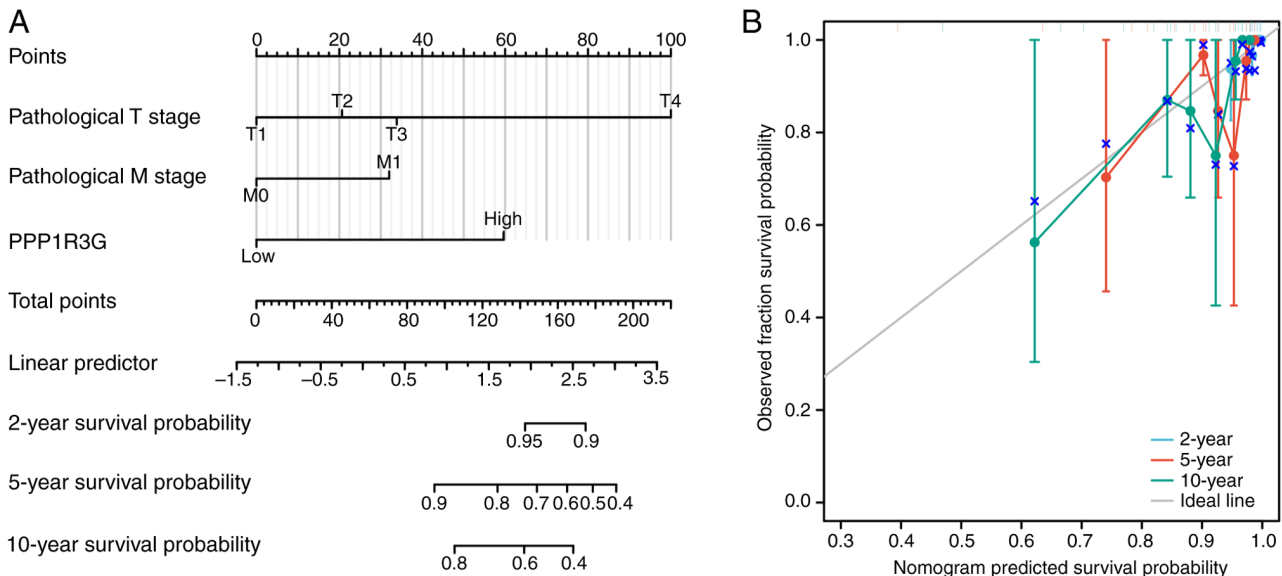 A
Points
0 20 40 60 80 100
Pathological T stage
T1 T2 T3 T4
Pathological M stage
M0 M1
PPP1R3G
Low High
Total points
0 40 80 120 160 200
Linear predictor
−1.5 −0.5 0.5 1.5 2.5 3.5
2-year survival probability
0.95 0.9
5-year survival probability
0.9 0.8 0.7 0.6 0.5 0.4
10-year survival probability
0.8 0.6 0.4
B
Observed fraction survival probability
1.0
0.8
0.6
0.4
0.2
0.0
2-year
5-year
10-year
Ideal line
0.3 0.4 0.5 0.6 0.7 0.8 0.9 1.0
Nomogram predicted survival probability